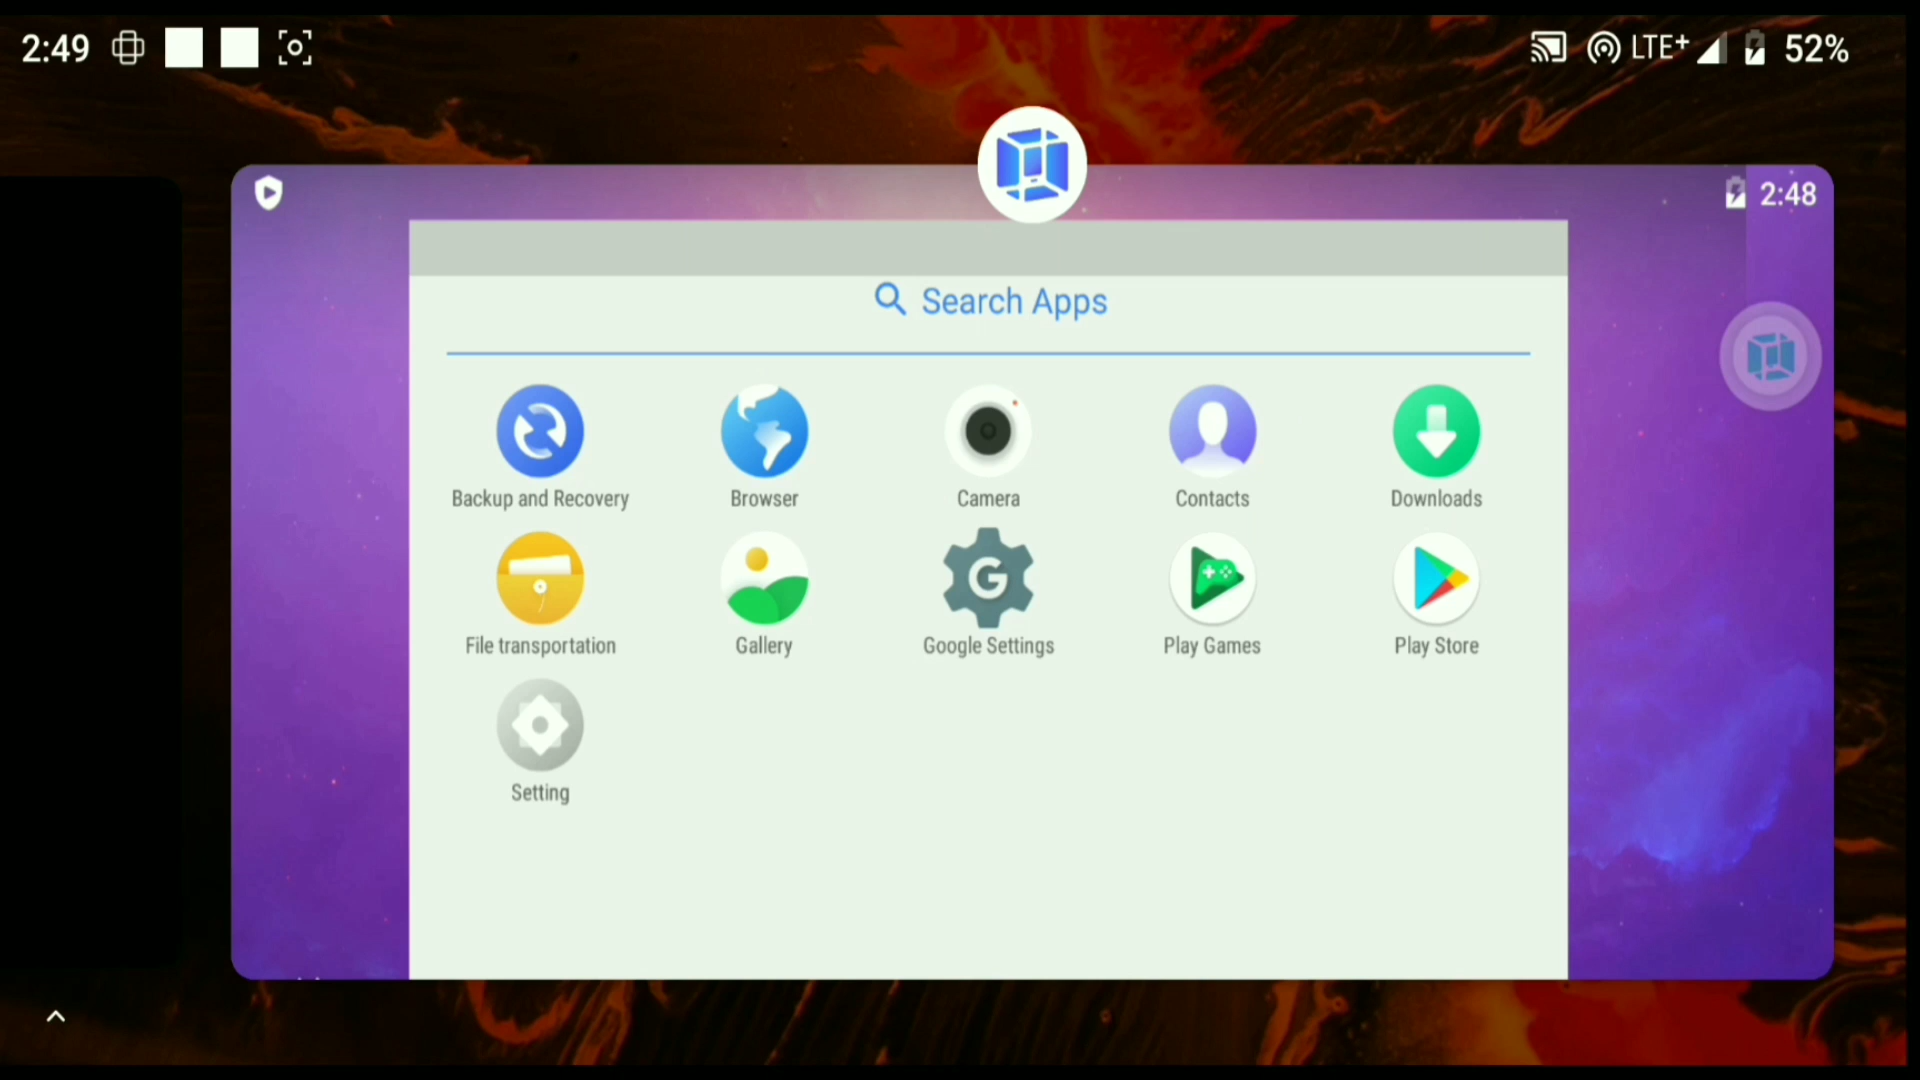 2:49 LTE+ 52%
2:48
Search Apps
Backup and Recovery Browser Camera Contacts Downloads
File transportation Gallery Google Settings Play Games Play Store
Setting